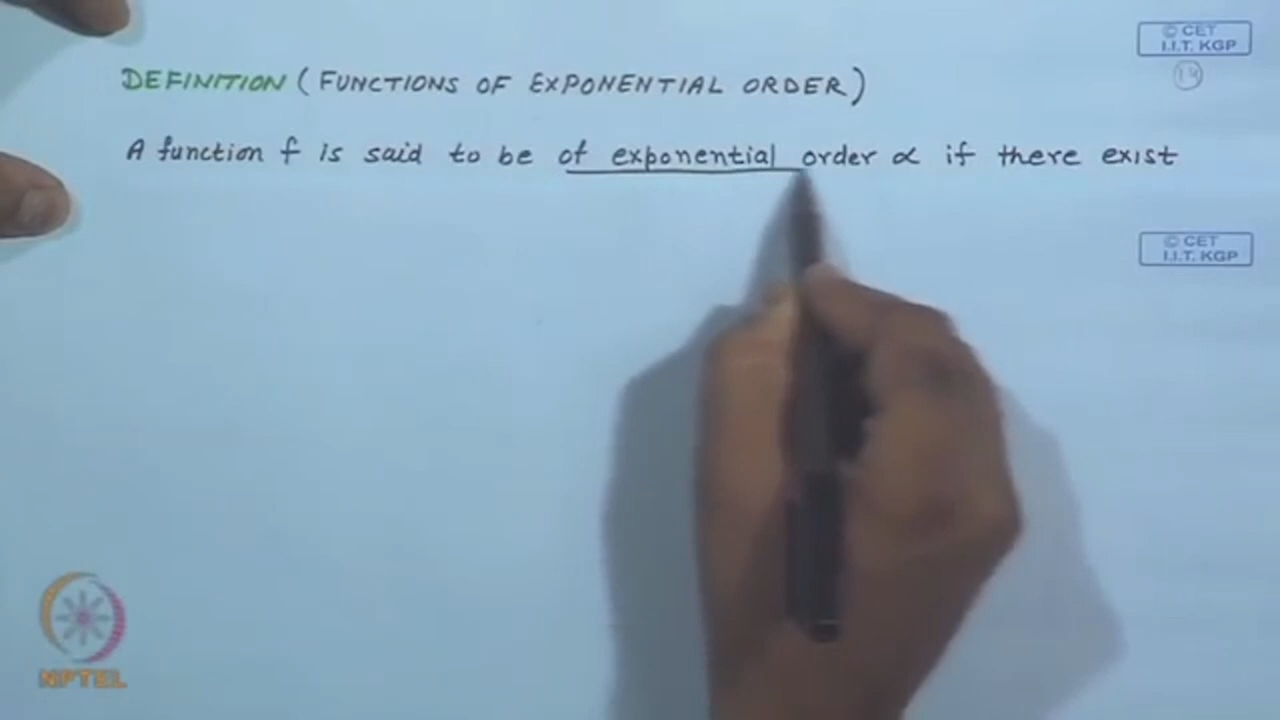 © CET
I.I.T. KGP
14
DEFINITION (FUNCTIONS OF EXPONENTIAL ORDER)
A function f is said to be of exponential order α if there exist
© CET
I.I.T. KGP
NPTEL